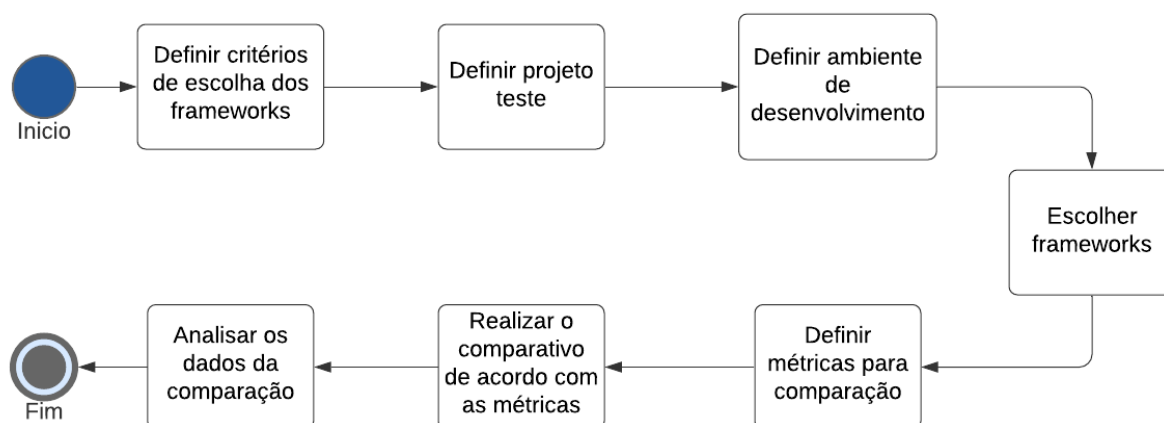 Inicio
Definir critérios
de escolha dos
frameworks
Definir projeto
teste
Definir ambiente
de
desenvolvimento
Escolher
frameworks
Definir
métricas para
comparação
Realizar o
comparativo
de acordo com
as métricas
Analisar os
dados da
comparação
Fim